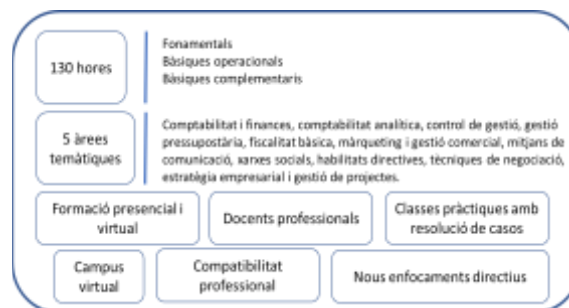 130 hores
Fonamentals
Bàsiques operacionals
Bàsiques complementaris
5 àrees
temàtiques
Comptabilitat i finances, comptabilitat analítica, control de gestió, gestió
pressupostària, fiscalitat bàsica, màrqueting i gestió comercial, mitjans de
comunicació, xarxes socials, habilitats directives, tècniques de negociació,
estratègia empresarial i gestió de projectes.
Formació presencial i
virtual
Docents professionals
Classes pràctiques amb
resolució de casos
Campus
virtual
Compatibilitat
professional
Nous enfocaments directius